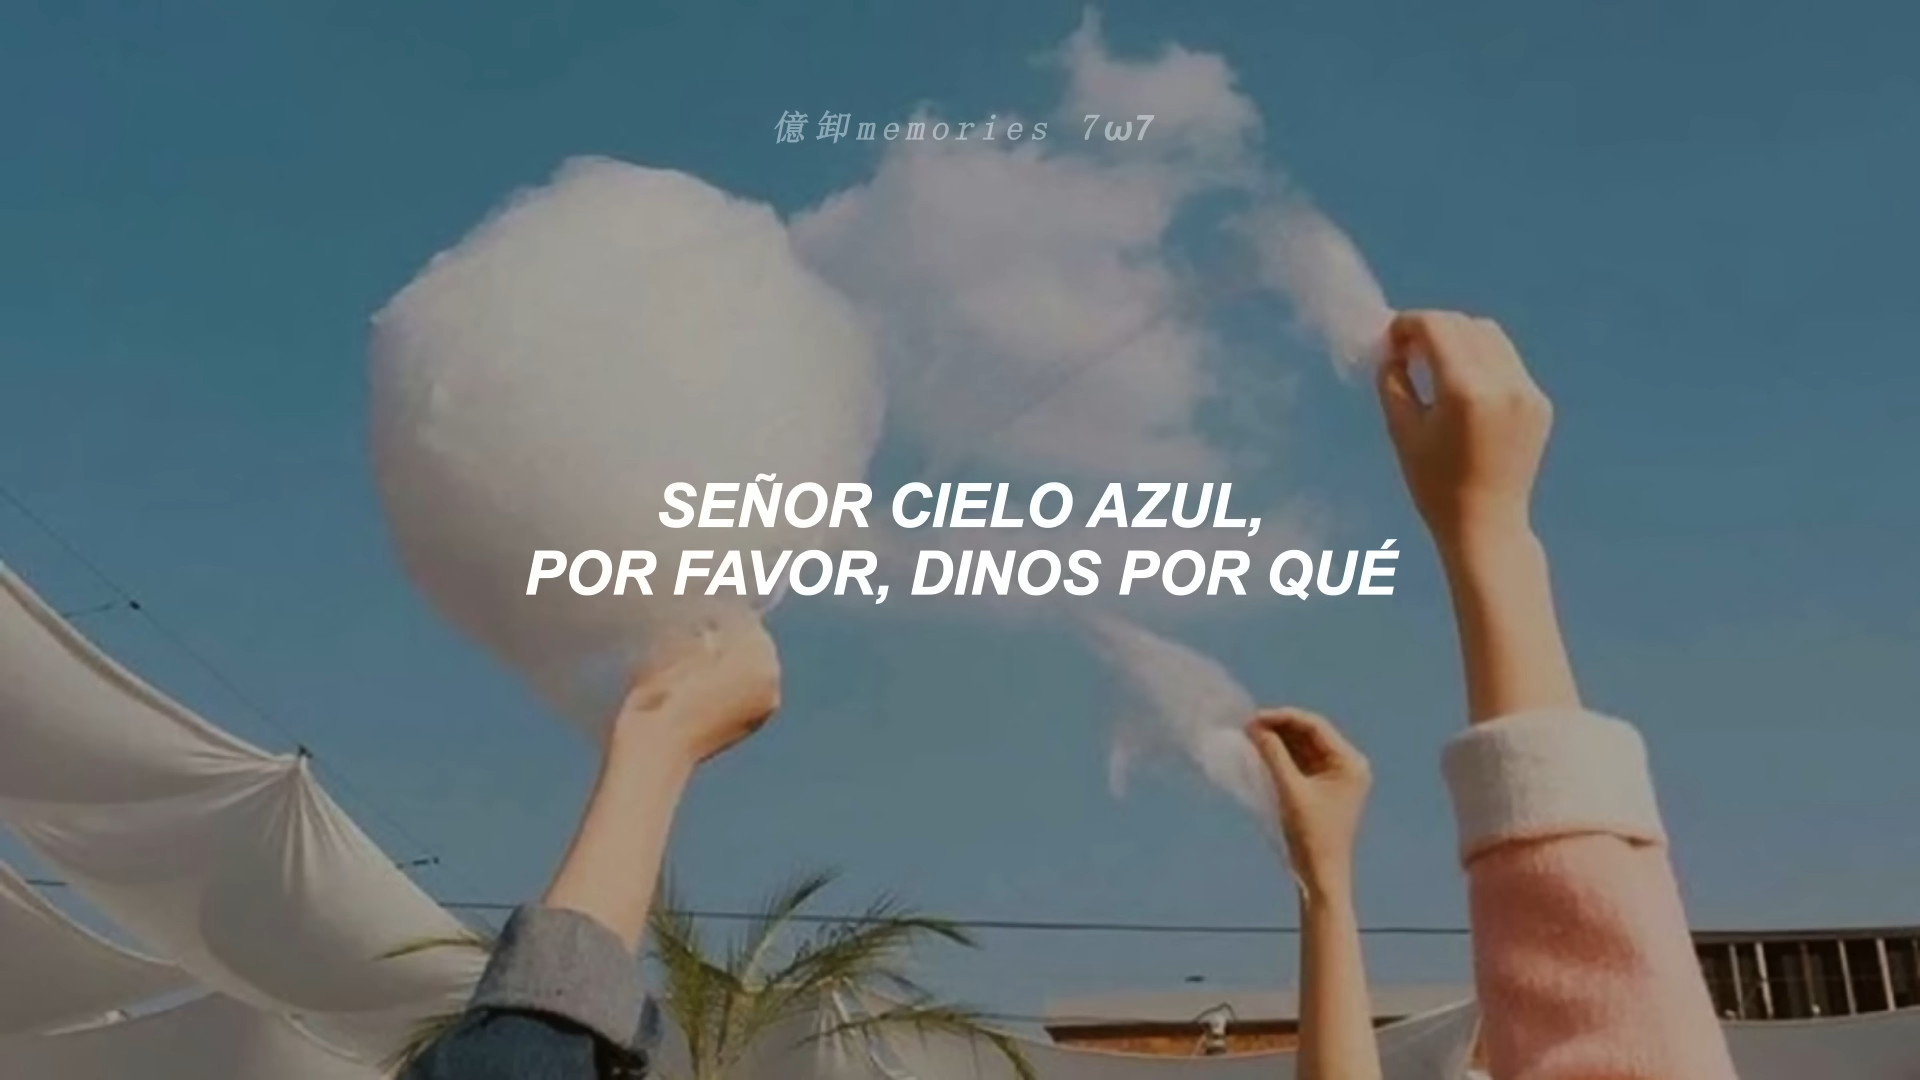 億卸memories 7ω7
SEÑOR CIELO AZUL,
POR FAVOR, DINOS POR QUÉ